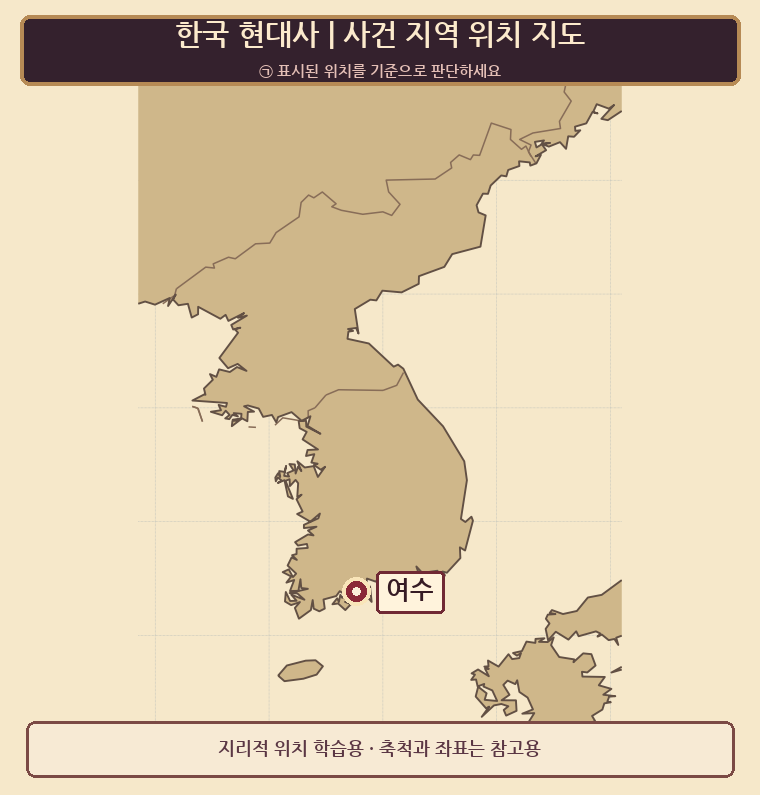 한국 현대사 | 사건 지역 위치 지도
㉠ 표시된 위치를 기준으로 판단하세요
여수
지리적 위치 학습용 · 축척과 좌표는 참고용